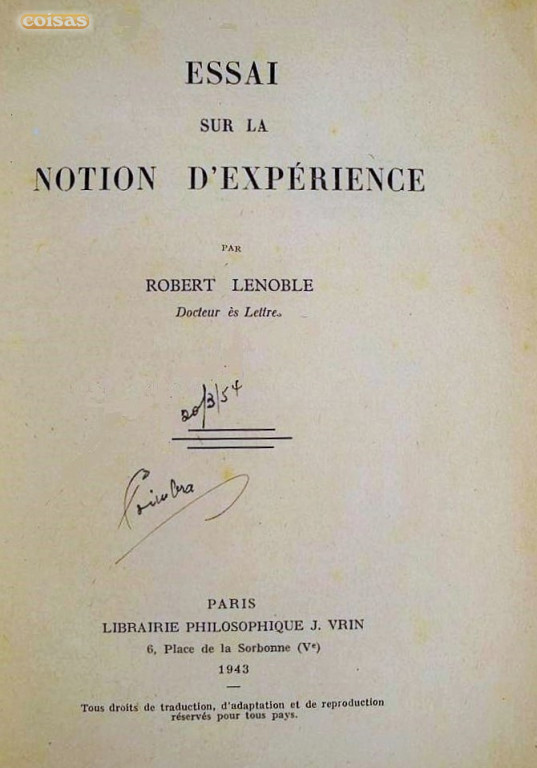 coisas
ESSAI
SUR LA
NOTION D'EXPÉRIENCE
PAR
ROBERT LENOBLE
Docteur ès Lettres
20/3/54
Coimbra
PARIS
LIBRAIRIE PHILOSOPHIQUE J. VRIN
6, Place de la Sorbonne (Vᵉ)
1943
Tous droits de traduction, d'adaptation et de reproduction
réservés pour tous pays.